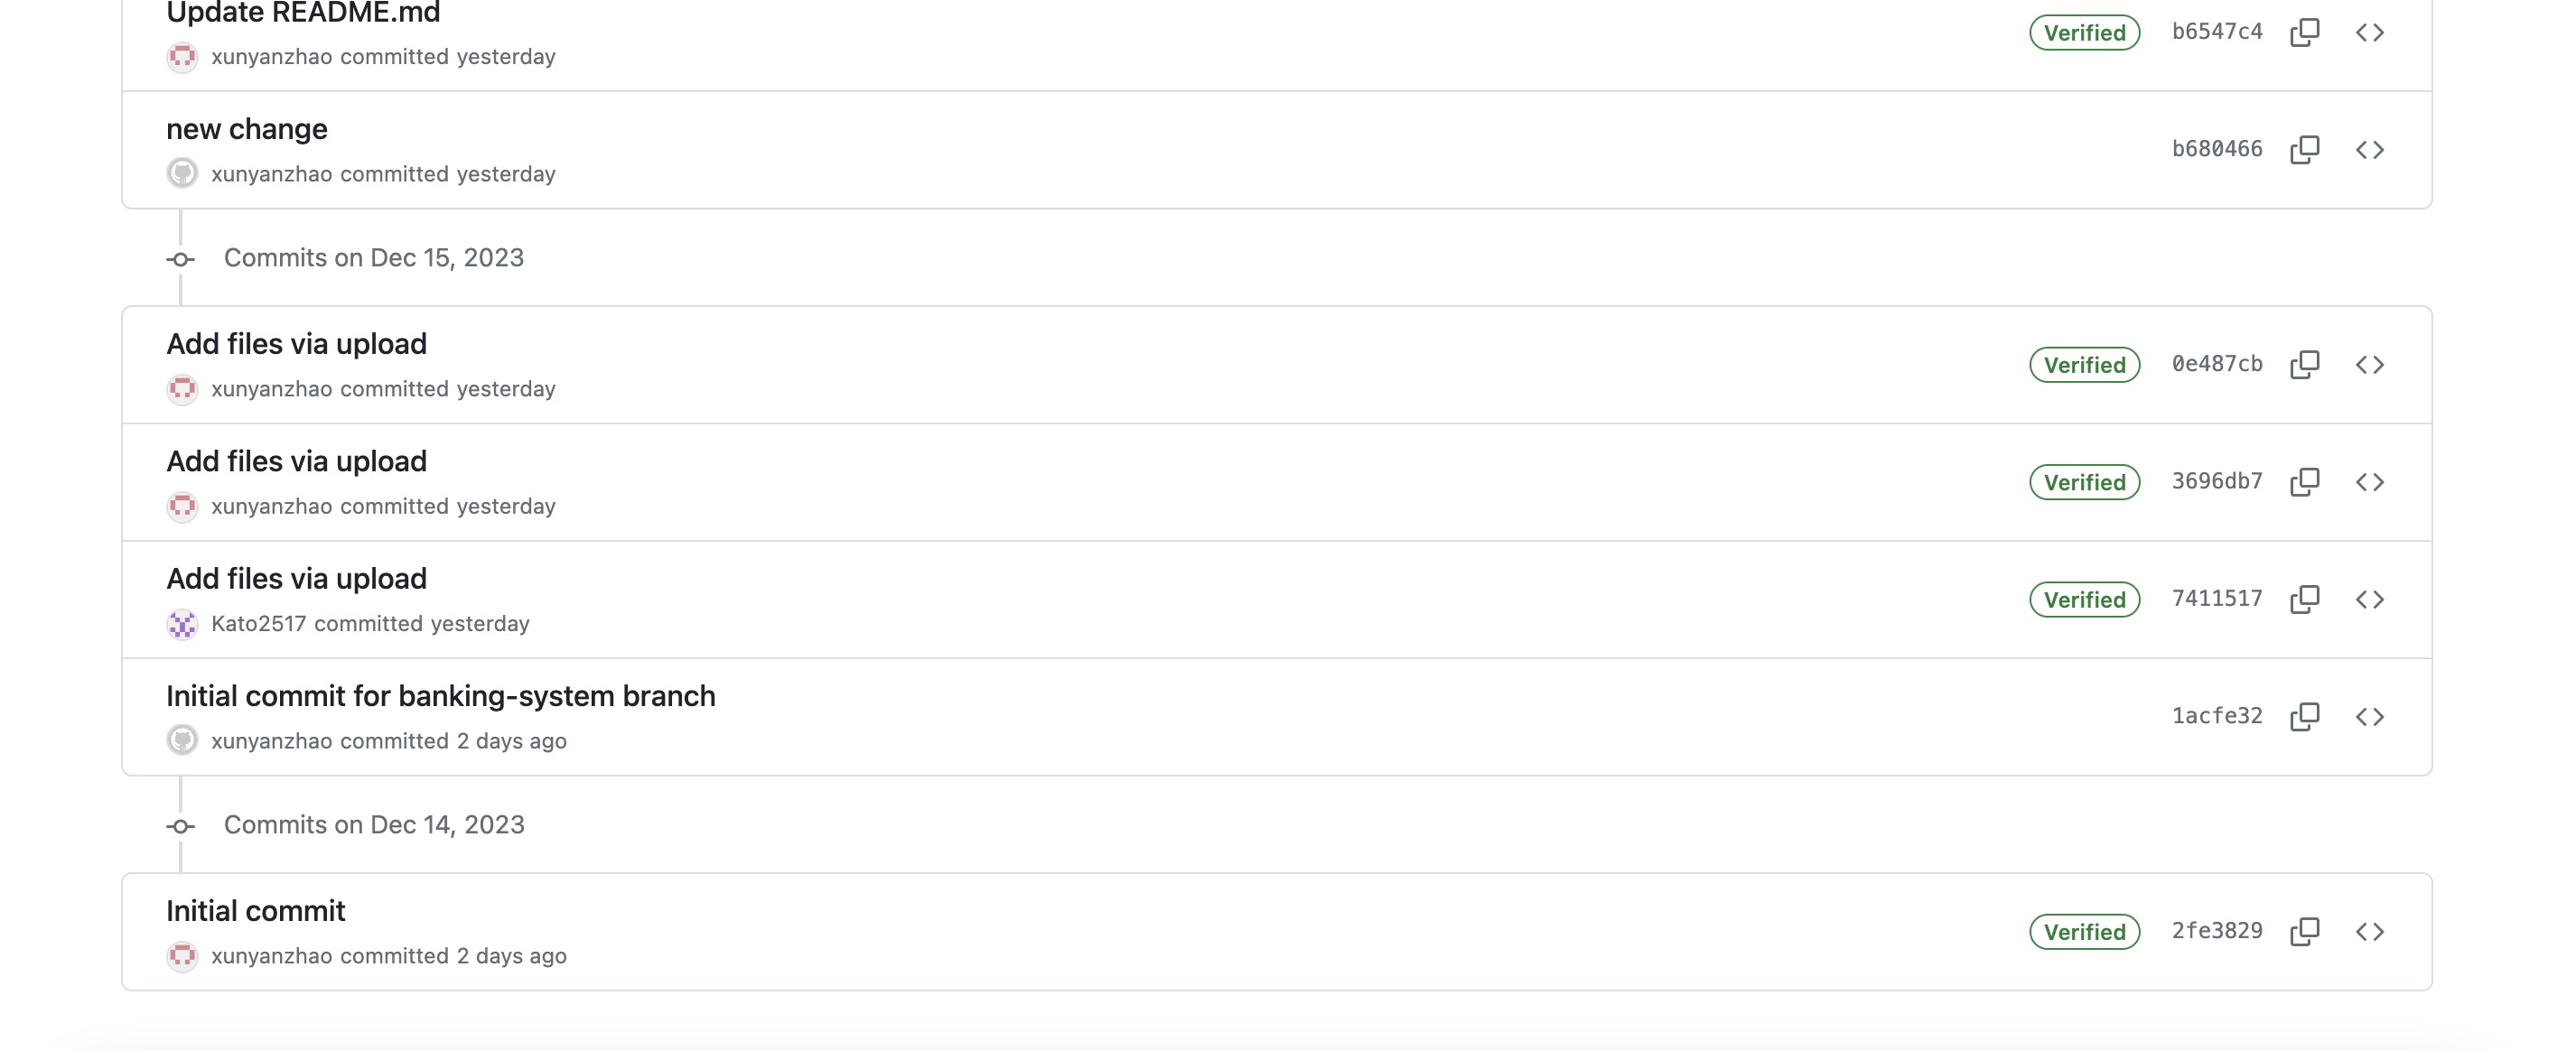 Update README.md
Verified b6547c4
xunyanzhao committed yesterday
new change
b680466
xunyanzhao committed yesterday
Commits on Dec 15, 2023
Add files via upload
Verified 0e487cb
xunyanzhao committed yesterday
Add files via upload
Verified 3696db7
xunyanzhao committed yesterday
Add files via upload
Verified 7411517
Kato2517 committed yesterday
Initial commit for banking-system branch
1acfe32
xunyanzhao committed 2 days ago
Commits on Dec 14, 2023
Initial commit
Verified 2fe3829
xunyanzhao committed 2 days ago